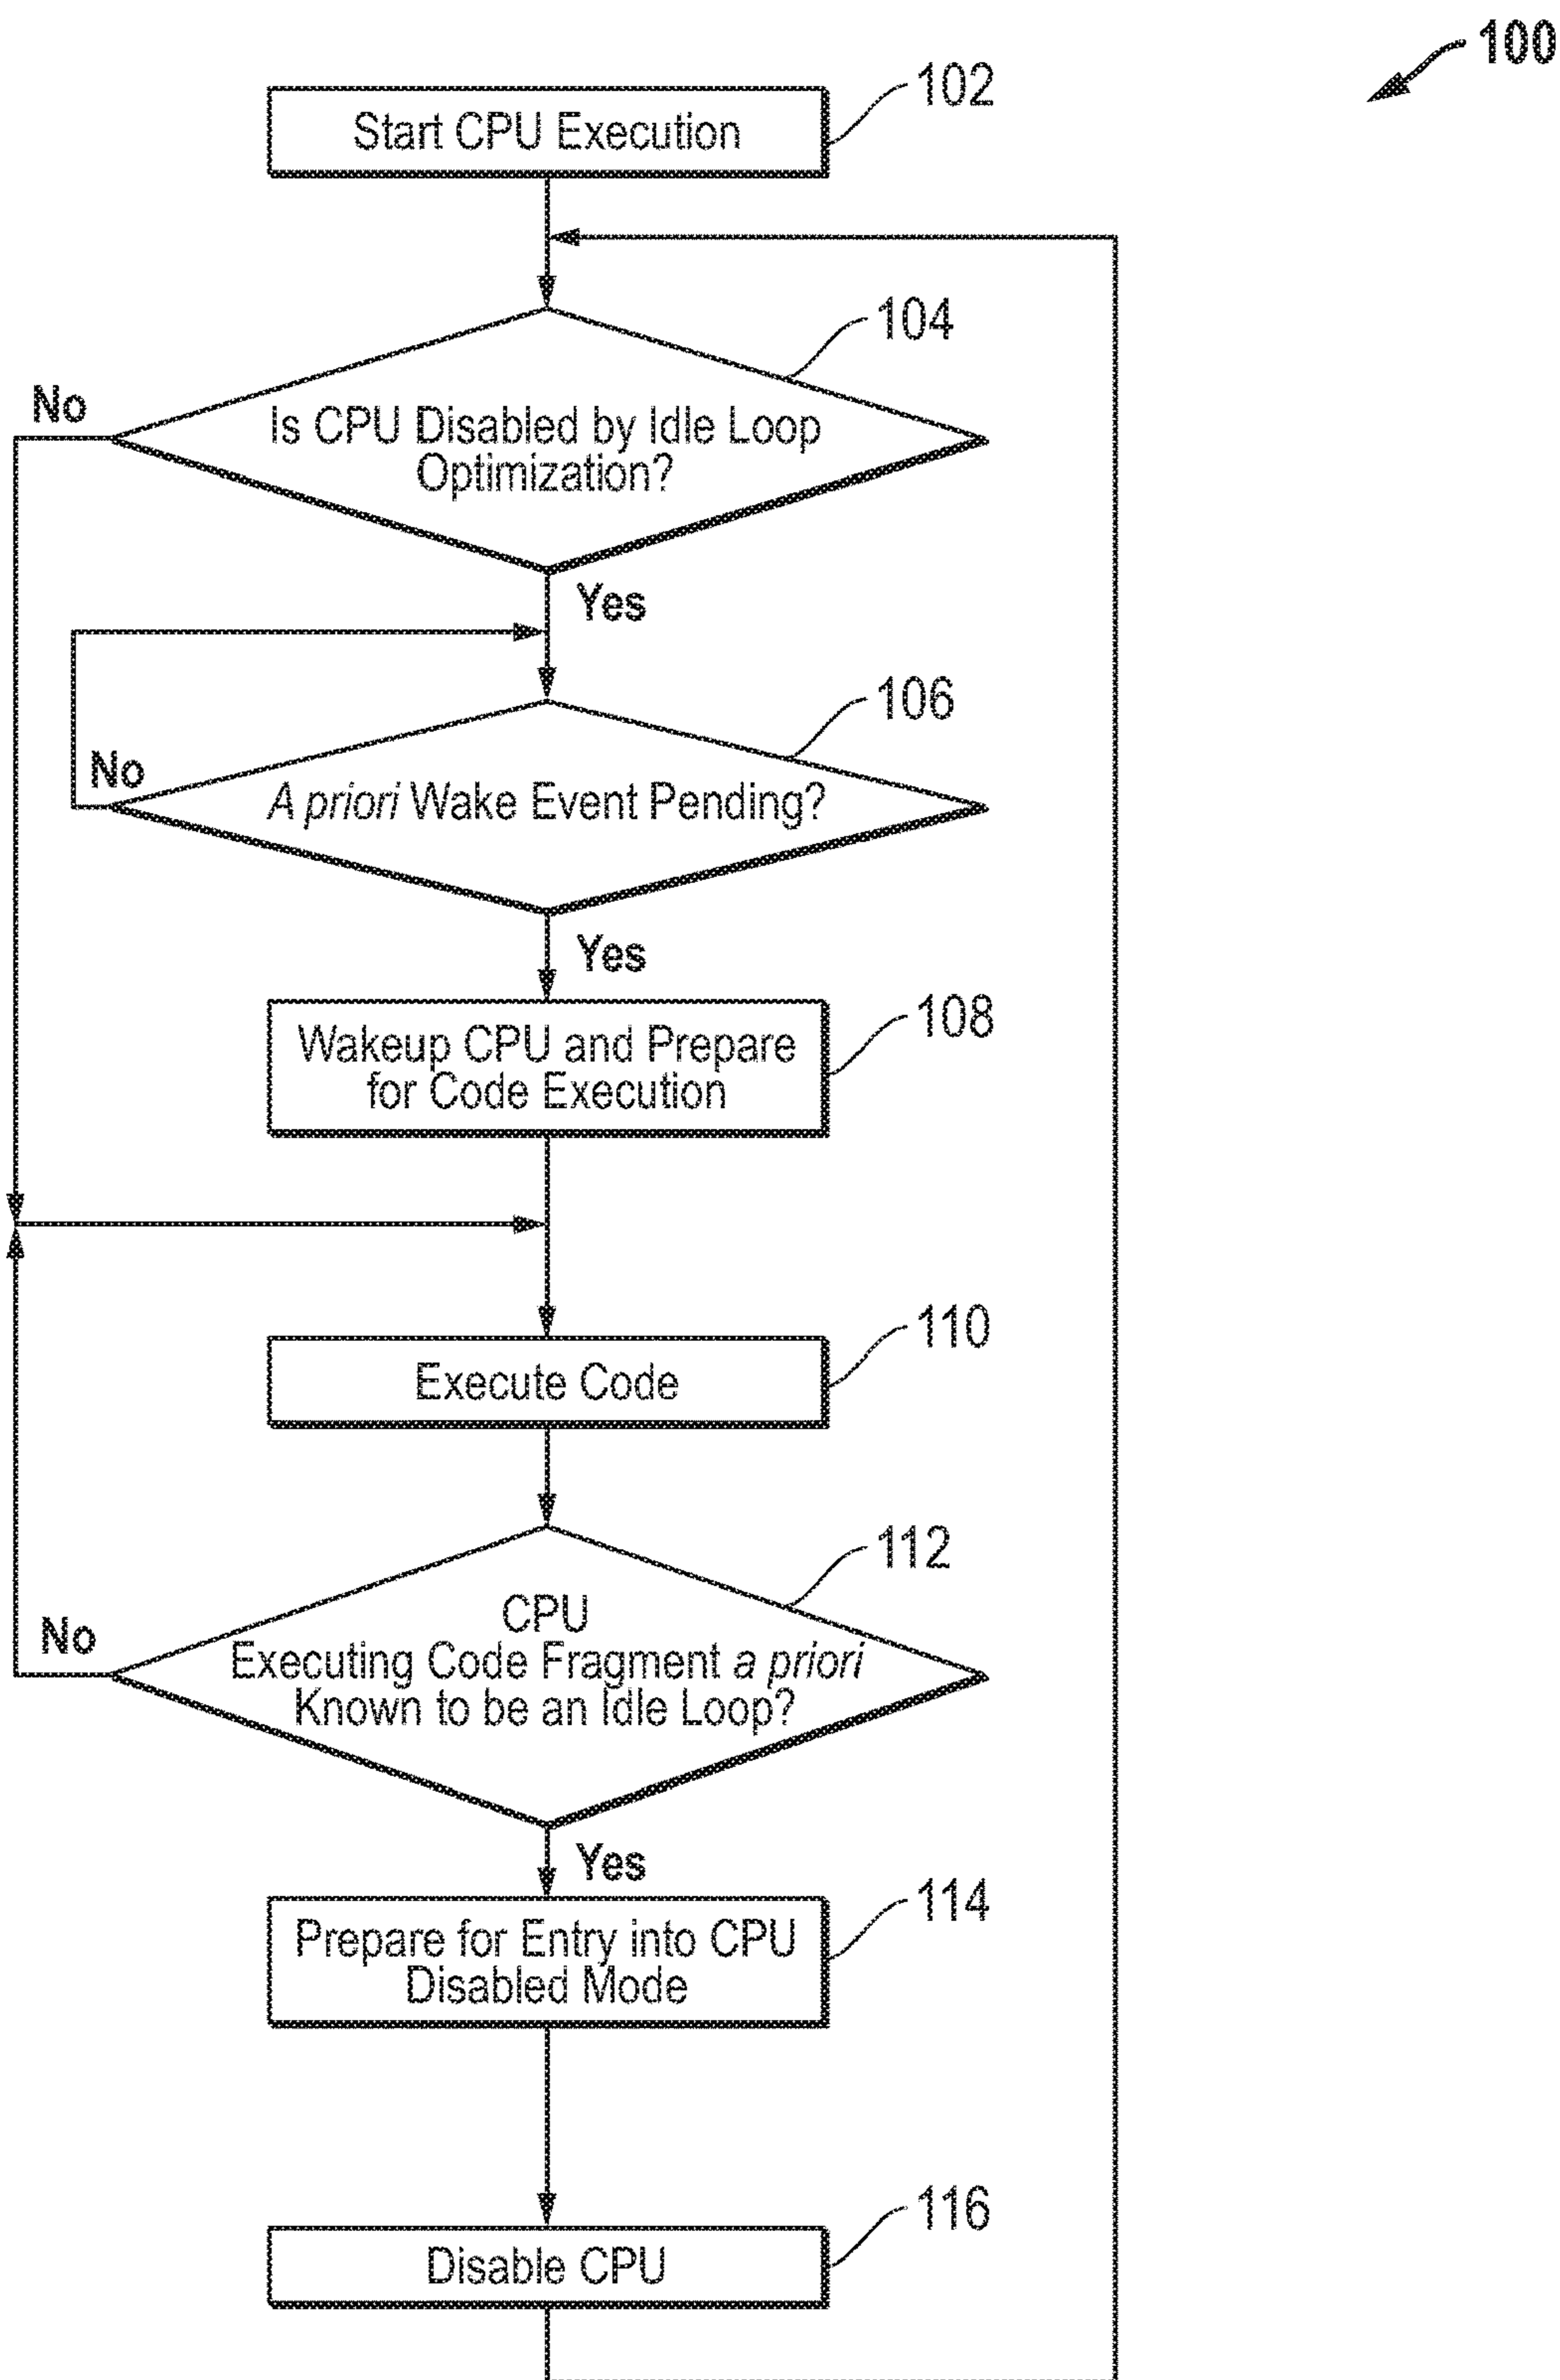 100
102
Start CPU Execution
104
No
Is CPU Disabled by Idle Loop
Optimization?
Yes
106
No
A priori Wake Event Pending?
Yes
108
Wakeup CPU and Prepare
for Code Execution
110
Execute Code
112
CPU
No
Executing Code Fragment a priori
Known to be an Idle Loop?
Yes
114
Prepare for Entry into CPU
Disabled Mode
116
Disable CPU